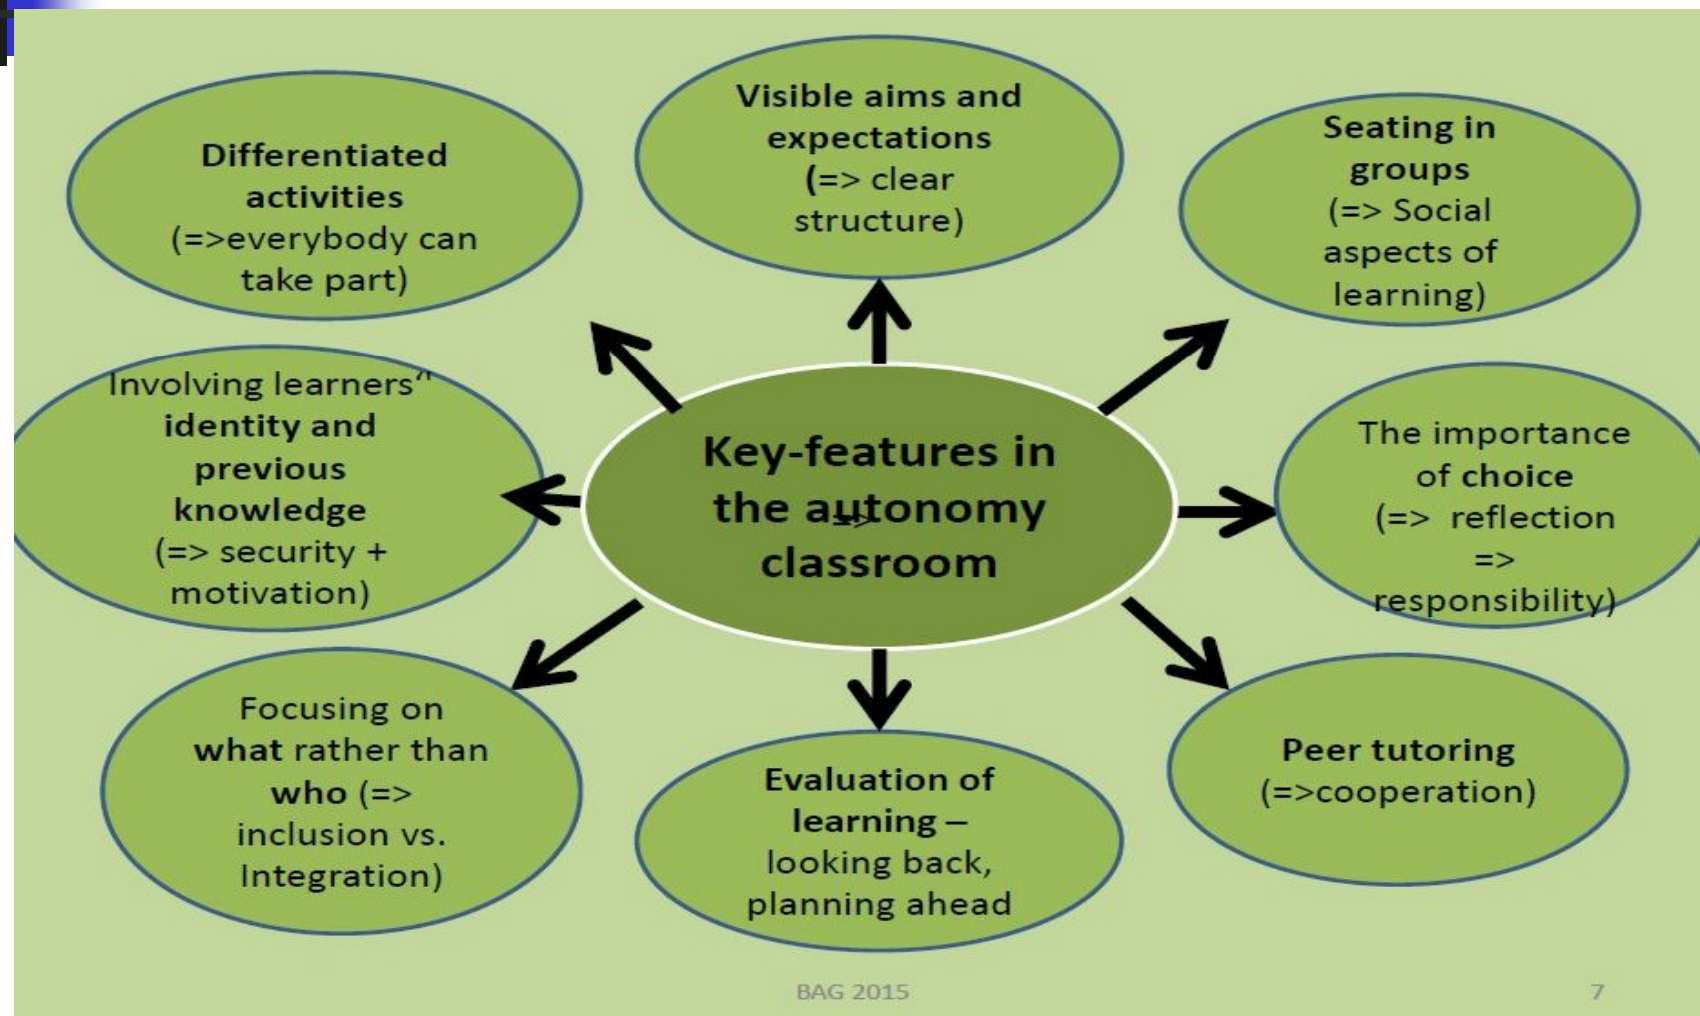 Visible aims and
expectations
(=> clear
structure)
Differentiated
activities
(=>everybody can
take part)
Seating in
groups
(=> Social
aspects of
learning)
Involving learners“
identity and
previous
knowledge
(=> security +
motivation)
Key-features in
the autonomy
=>
classroom
The importance
of choice
(=> reflection
=>
responsibility)
Focusing on
what rather than
who (=>
inclusion vs.
Integration)
Evaluation of
learning –
looking back,
planning ahead
Peer tutoring
(=>cooperation)
BAG 2015
7